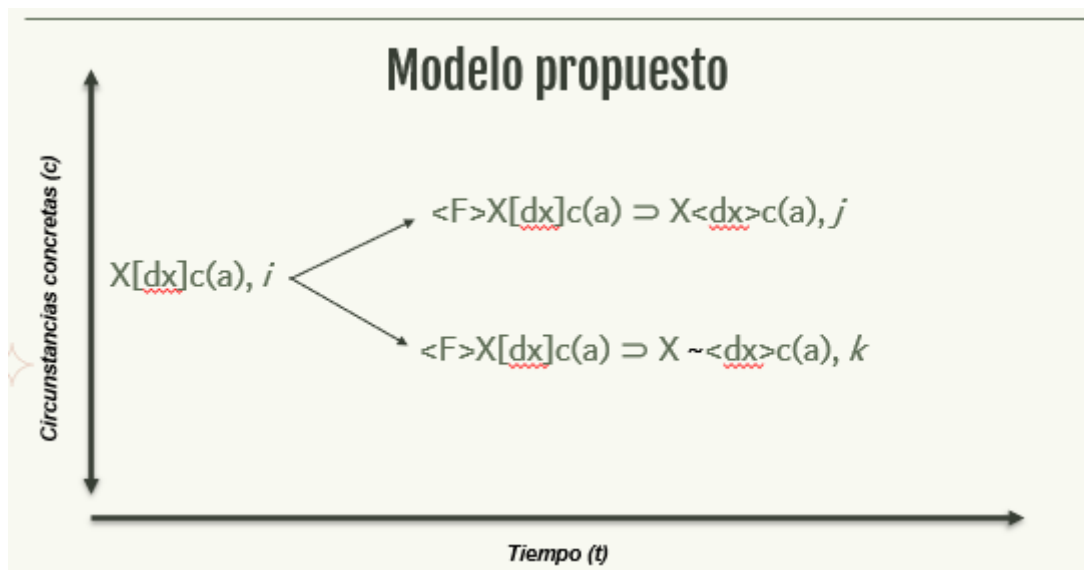 Modelo propuesto
Circunstancias concretas (c)
<F>X[dx]c(a) ⊃ X<dx>c(a), j
X[dx]c(a), i
<F>X[dx]c(a) ⊃ X ~<dx>c(a), k
Tiempo (t)